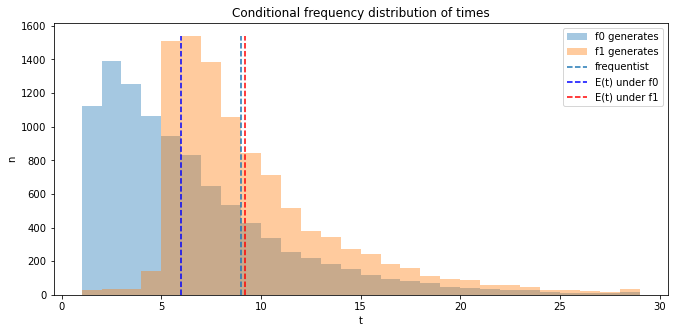 Conditional frequency distribution of times
1600
1400
1200
1000
800
600
400
200
0
n
f0 generates
f1 generates
frequentist
E(t) under f0
E(t) under f1
0 5 10 15 20 25 30
t